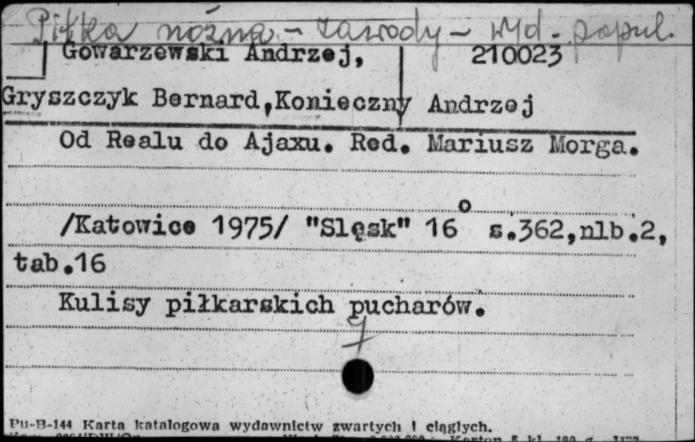 Piłka nożna - zawody - wyd. popul.
Gowarzewski Andrzej, 210023
Gryszczyk Bernard,Konieczny Andrzej
Od Realu do Ajaxu. Red. Mariusz Morga.
/Katowice 1975/ "Slęsk" 16° s.362,nlb.2,
tab.16
Kulisy piłkarskich pucharów.
Pu-B-144 Karta katalogowa wydawnictw zwartych i ciągłych.